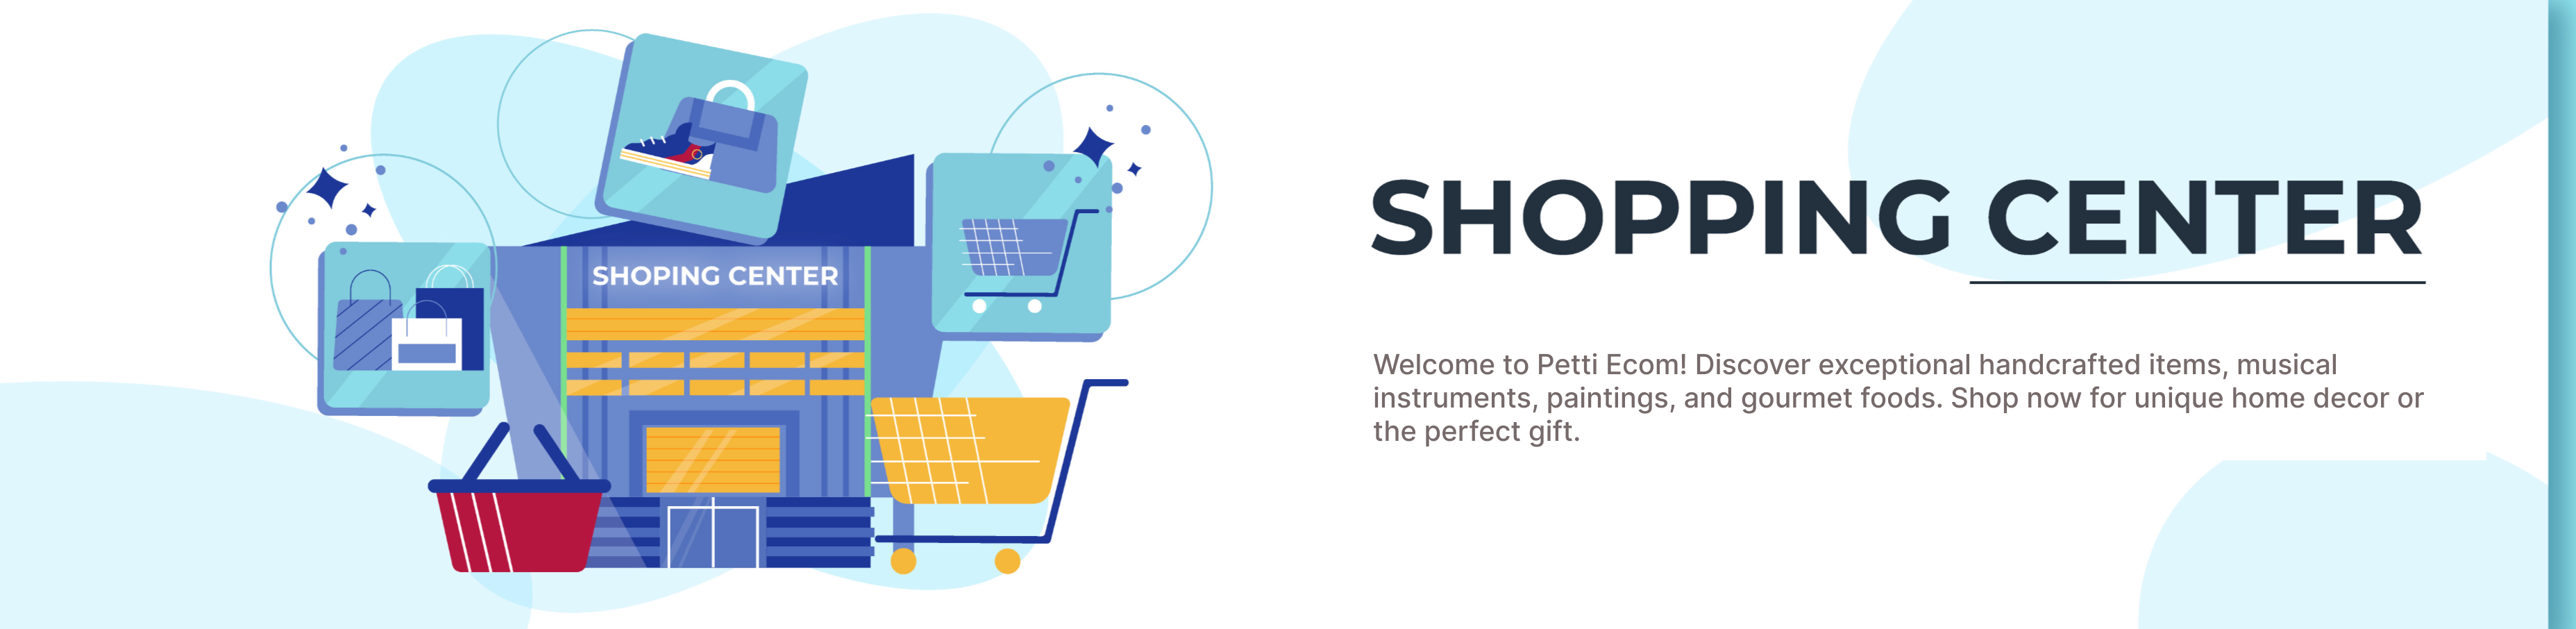 SHOPING CENTER
SHOPPING CENTER
Welcome to Petti Ecom! Discover exceptional handcrafted items, musical
instruments, paintings, and gourmet foods. Shop now for unique home decor or
the perfect gift.